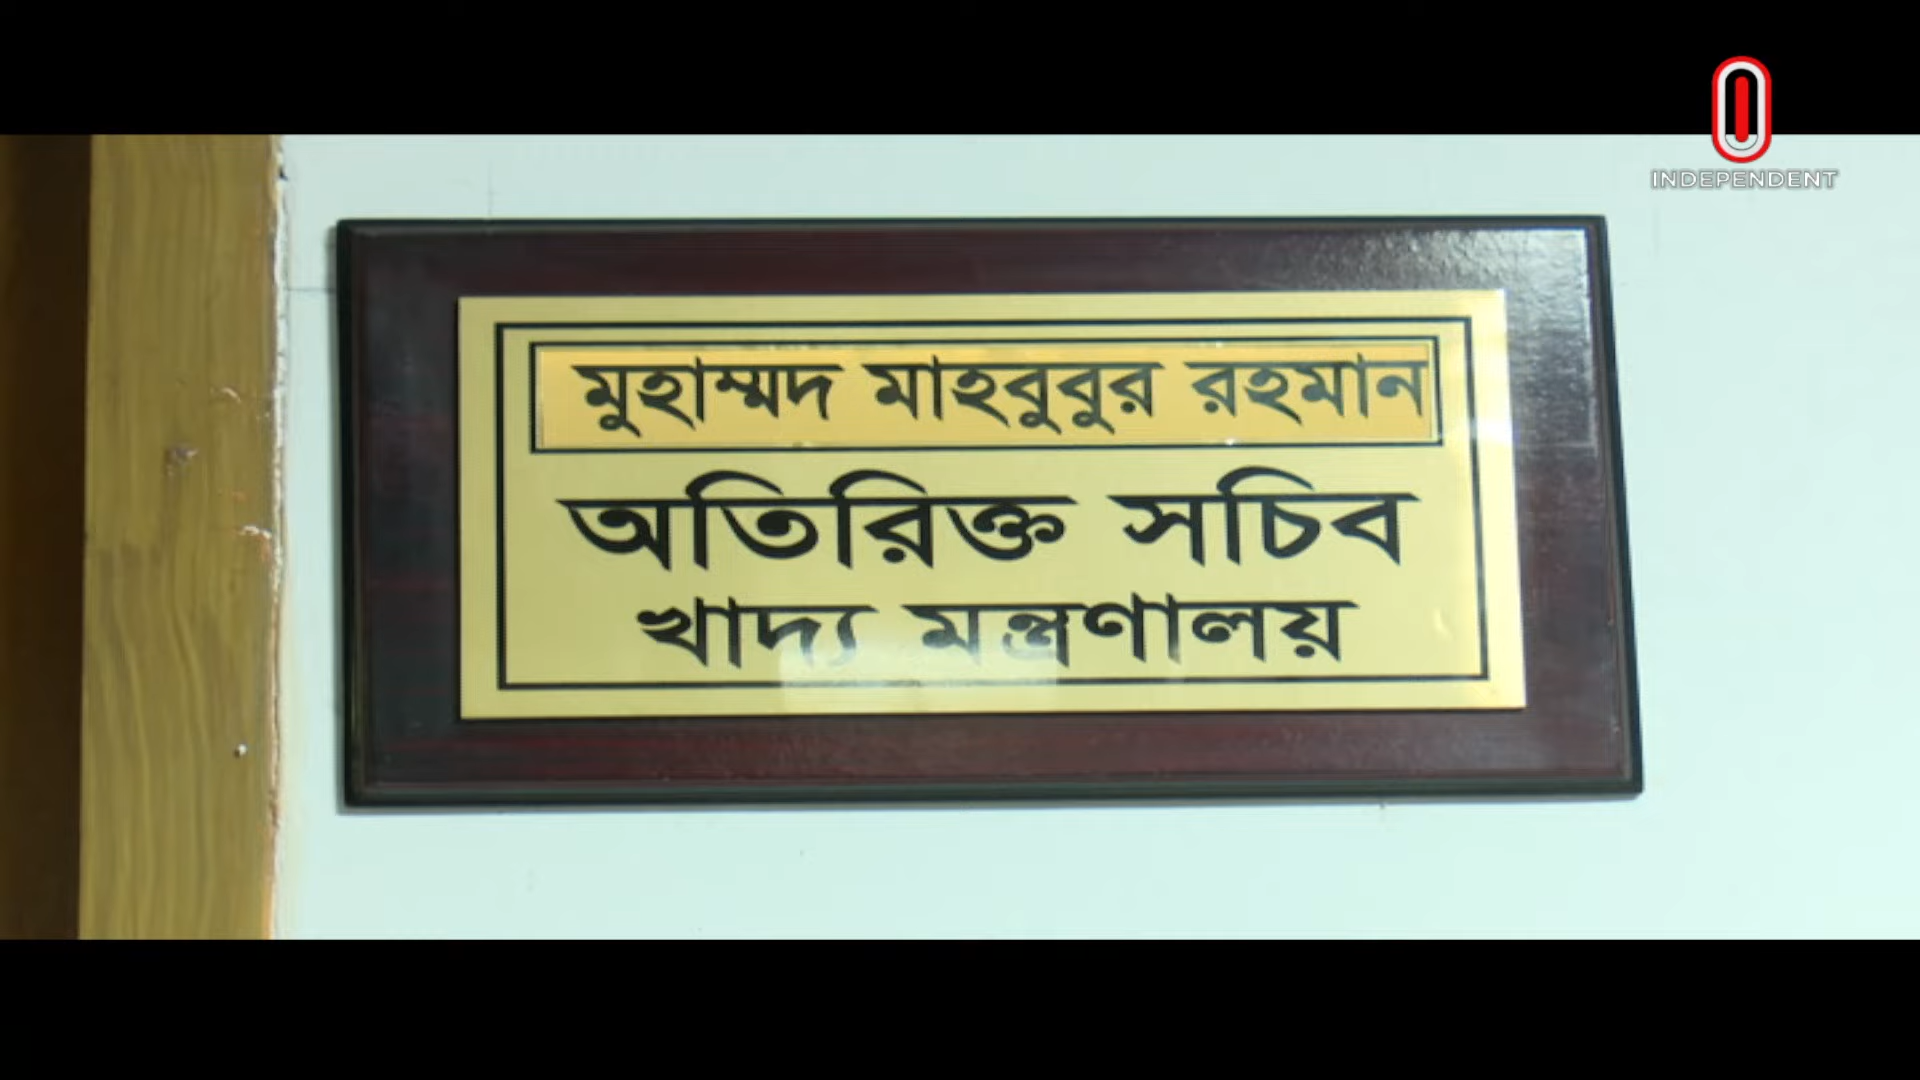 INDEPENDENT
মুহাম্মদ মাহবুবুর রহমান
অতিরিক্ত সচিব
খাদ্য মন্ত্রণালয়